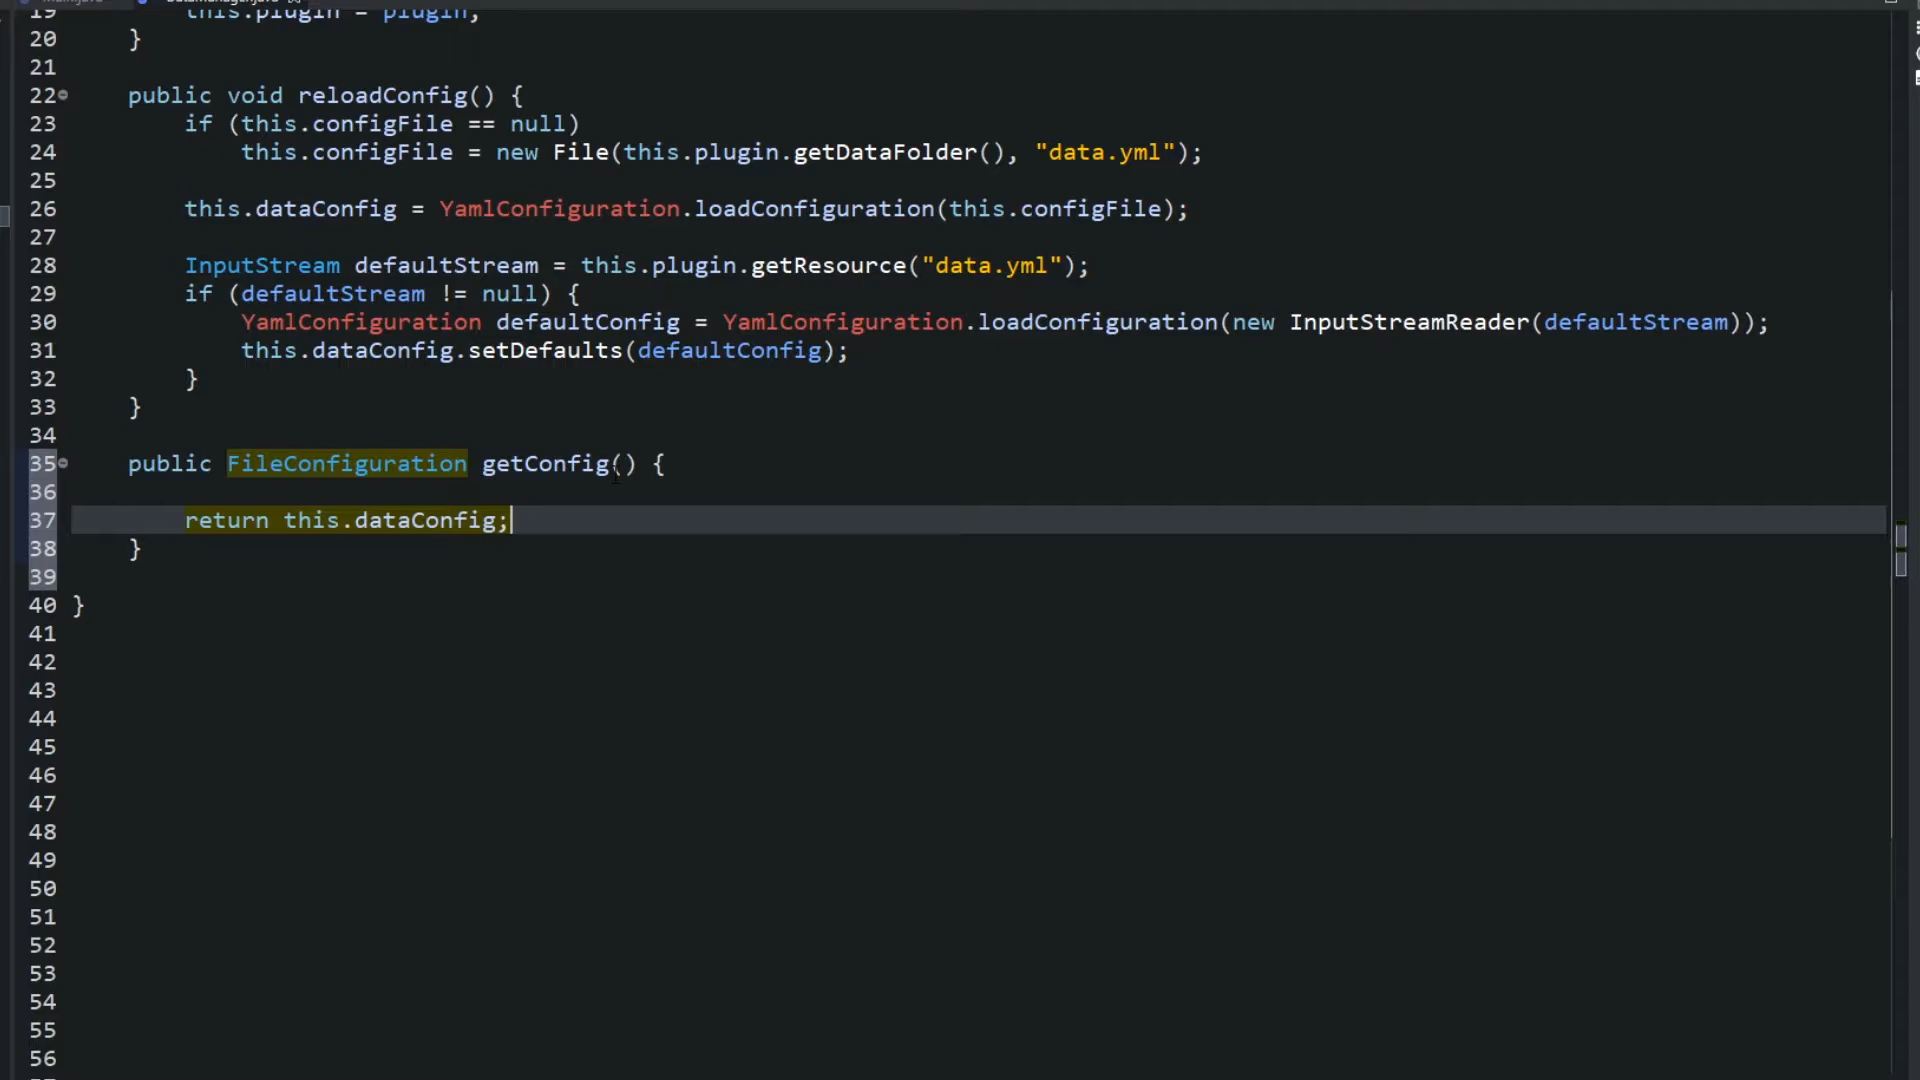 19 this.plugin = plugin;
20 }
21
22 public void reloadConfig() {
23 if (this.configFile == null)
24 this.configFile = new File(this.plugin.getDataFolder(), "data.yml");
25
26 this.dataConfig = YamlConfiguration.loadConfiguration(this.configFile);
27
28 InputStream defaultStream = this.plugin.getResource("data.yml");
29 if (defaultStream != null) {
30 YamlConfiguration defaultConfig = YamlConfiguration.loadConfiguration(new InputStreamReader(defaultStream));
31 this.dataConfig.setDefaults(defaultConfig);
32 }
33 }
34
35 public FileConfiguration getConfig() {
36
37 return this.dataConfig;
38 }
39
40 }
41
42
43
44
45
46
47
48
49
50
51
52
53
54
55
56